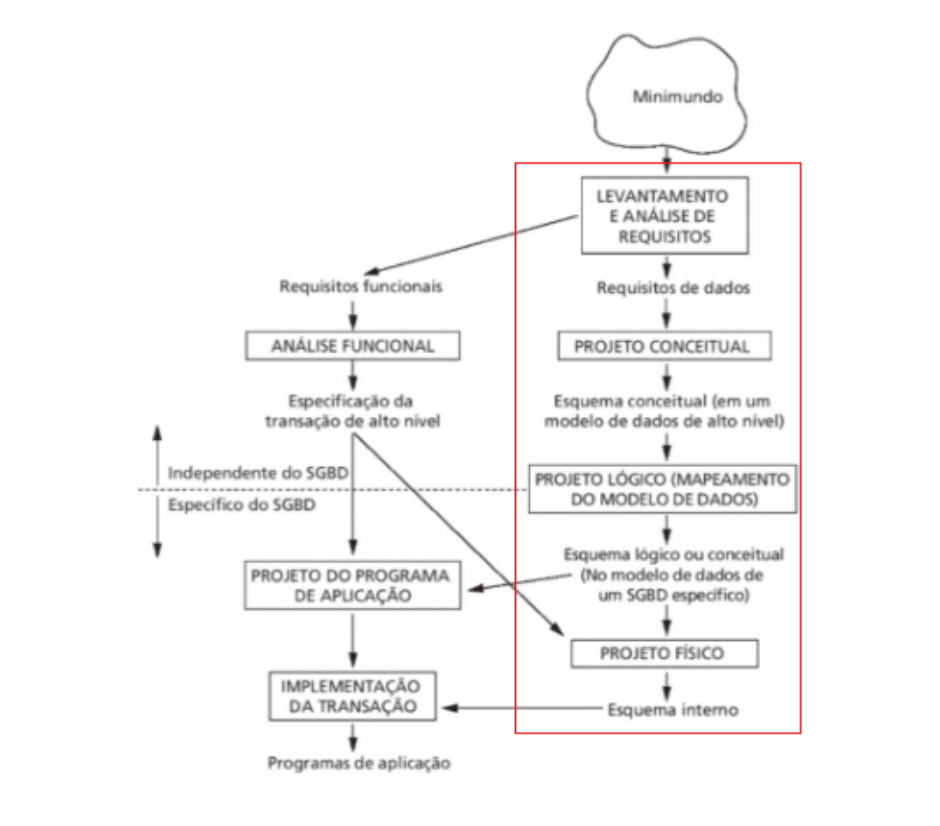 Minimundo
LEVANTAMENTO
E ANÁLISE DE
REQUISITOS
Requisitos funcionais
Requisitos de dados
ANÁLISE FUNCIONAL
PROJETO CONCEITUAL
Especificação da
transação de alto nível
Esquema conceitual (em um
modelo de dados de alto nível)
Independente do SGBD
Específico do SGBD
PROJETO LÓGICO (MAPEAMENTO
DO MODELO DE DADOS)
Esquema lógico ou conceitual
(No modelo de dados de
um SGBD específico)
PROJETO DO PROGRAMA
DE APLICAÇÃO
PROJETO FÍSICO
IMPLEMENTAÇÃO
DA TRANSAÇÃO
Esquema interno
Programas de aplicação